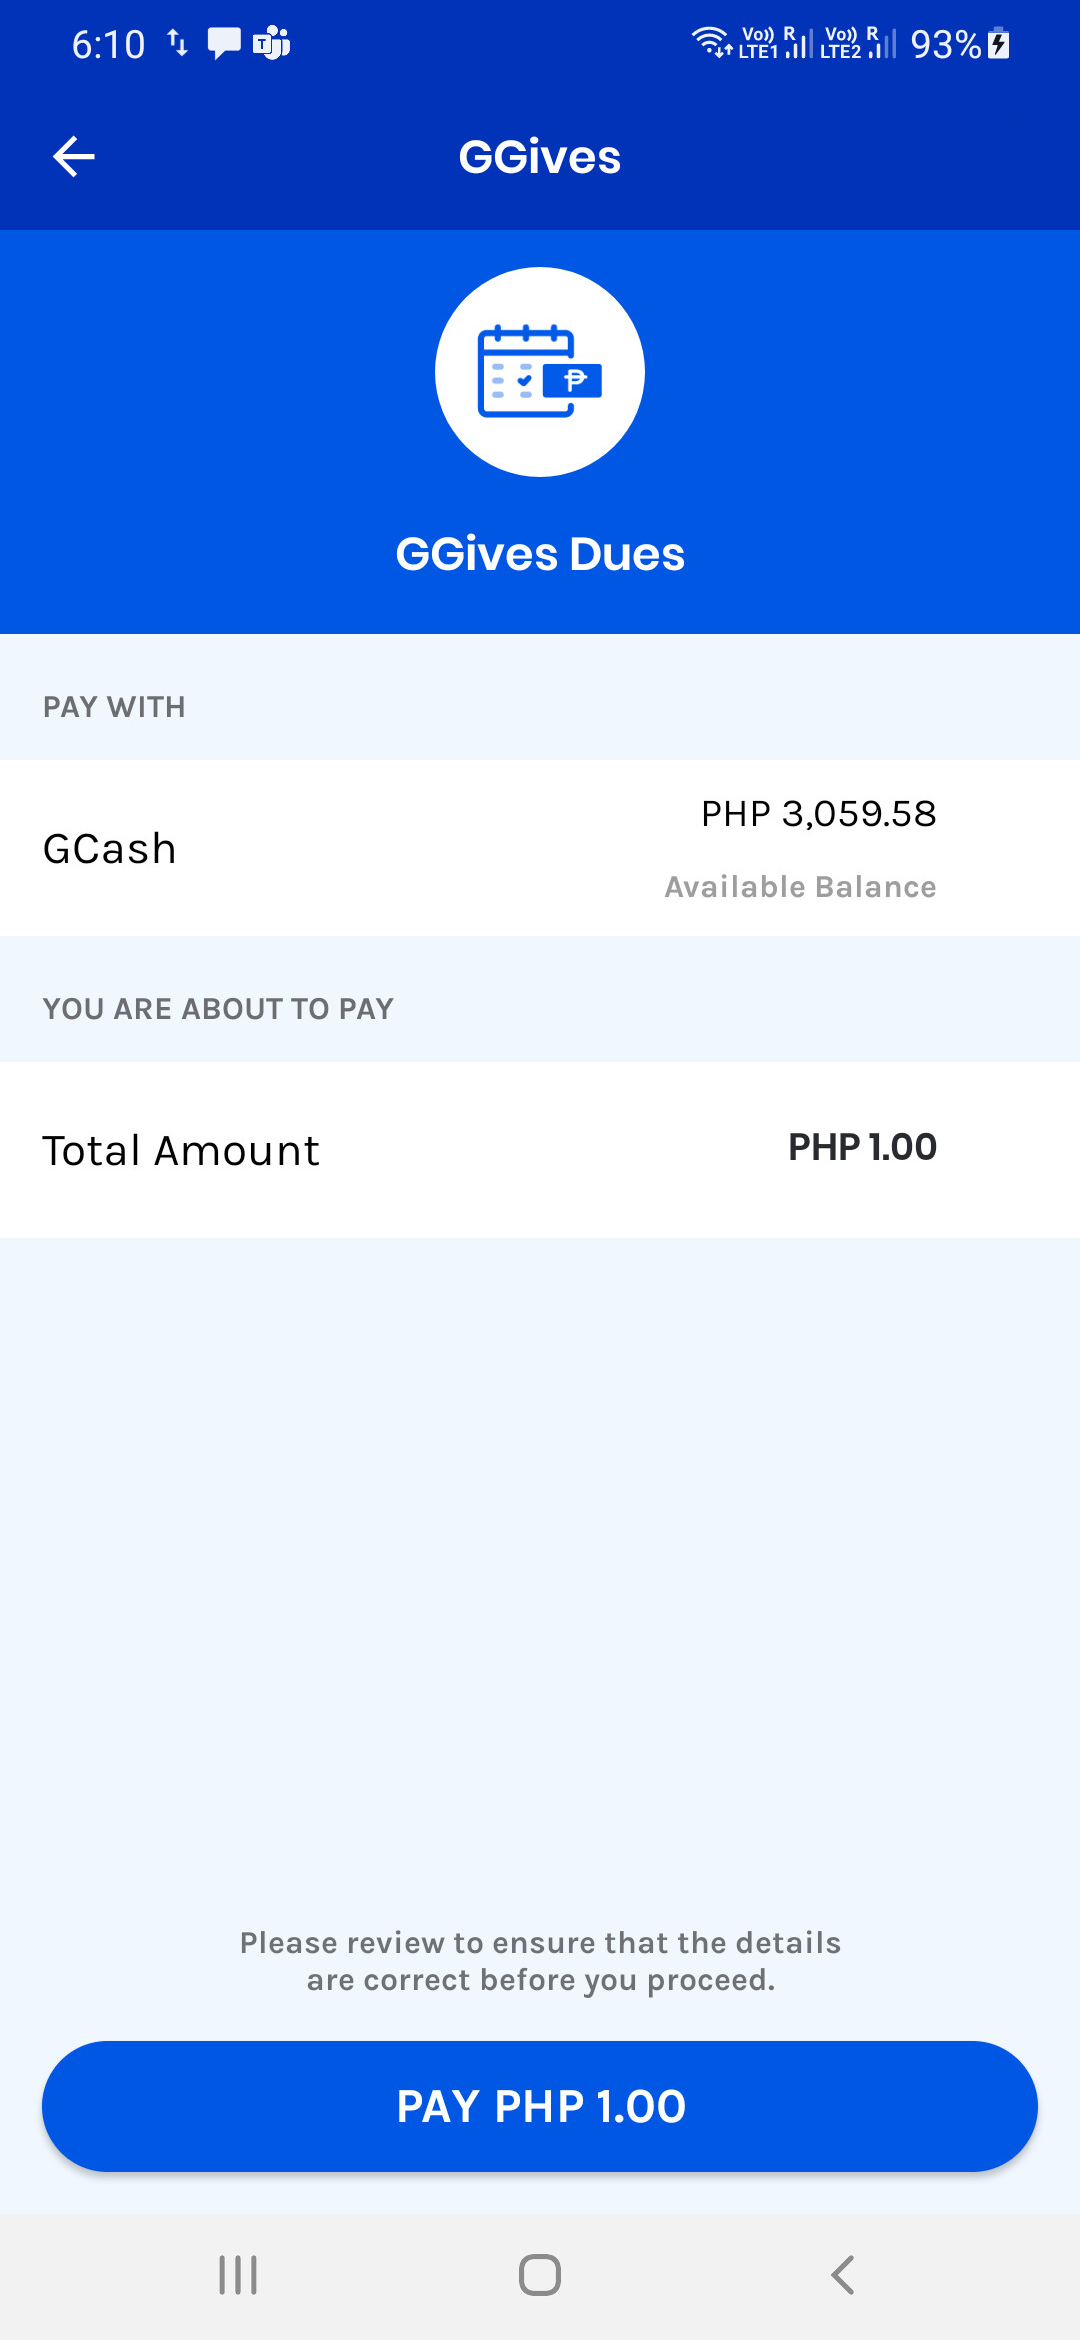 6:10
Vo)) R Vo)) R
LTE1 LTE2 93%
GGives
GGives Dues
PAY WITH
GCash
PHP 3,059.58
Available Balance
YOU ARE ABOUT TO PAY
Total Amount
PHP 1.00
Please review to ensure that the details
are correct before you proceed.
PAY PHP 1.00